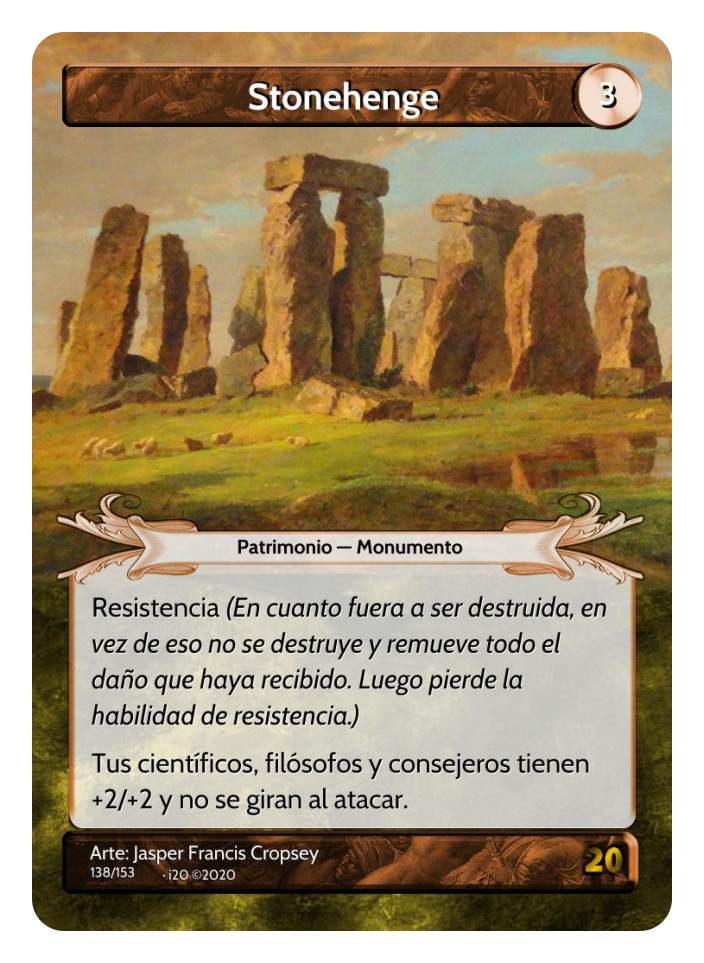 Stonehenge
3
Patrimonio — Monumento
Resistencia (En cuanto fuera a ser destruida, en
vez de eso no se destruye y remueve todo el
daño que haya recibido. Luego pierde la
habilidad de resistencia.)
Tus científicos, filósofos y consejeros tienen
+2/+2 y no se giran al atacar.
Arte: Jasper Francis Cropsey
138/153 · i20 ©2020
20